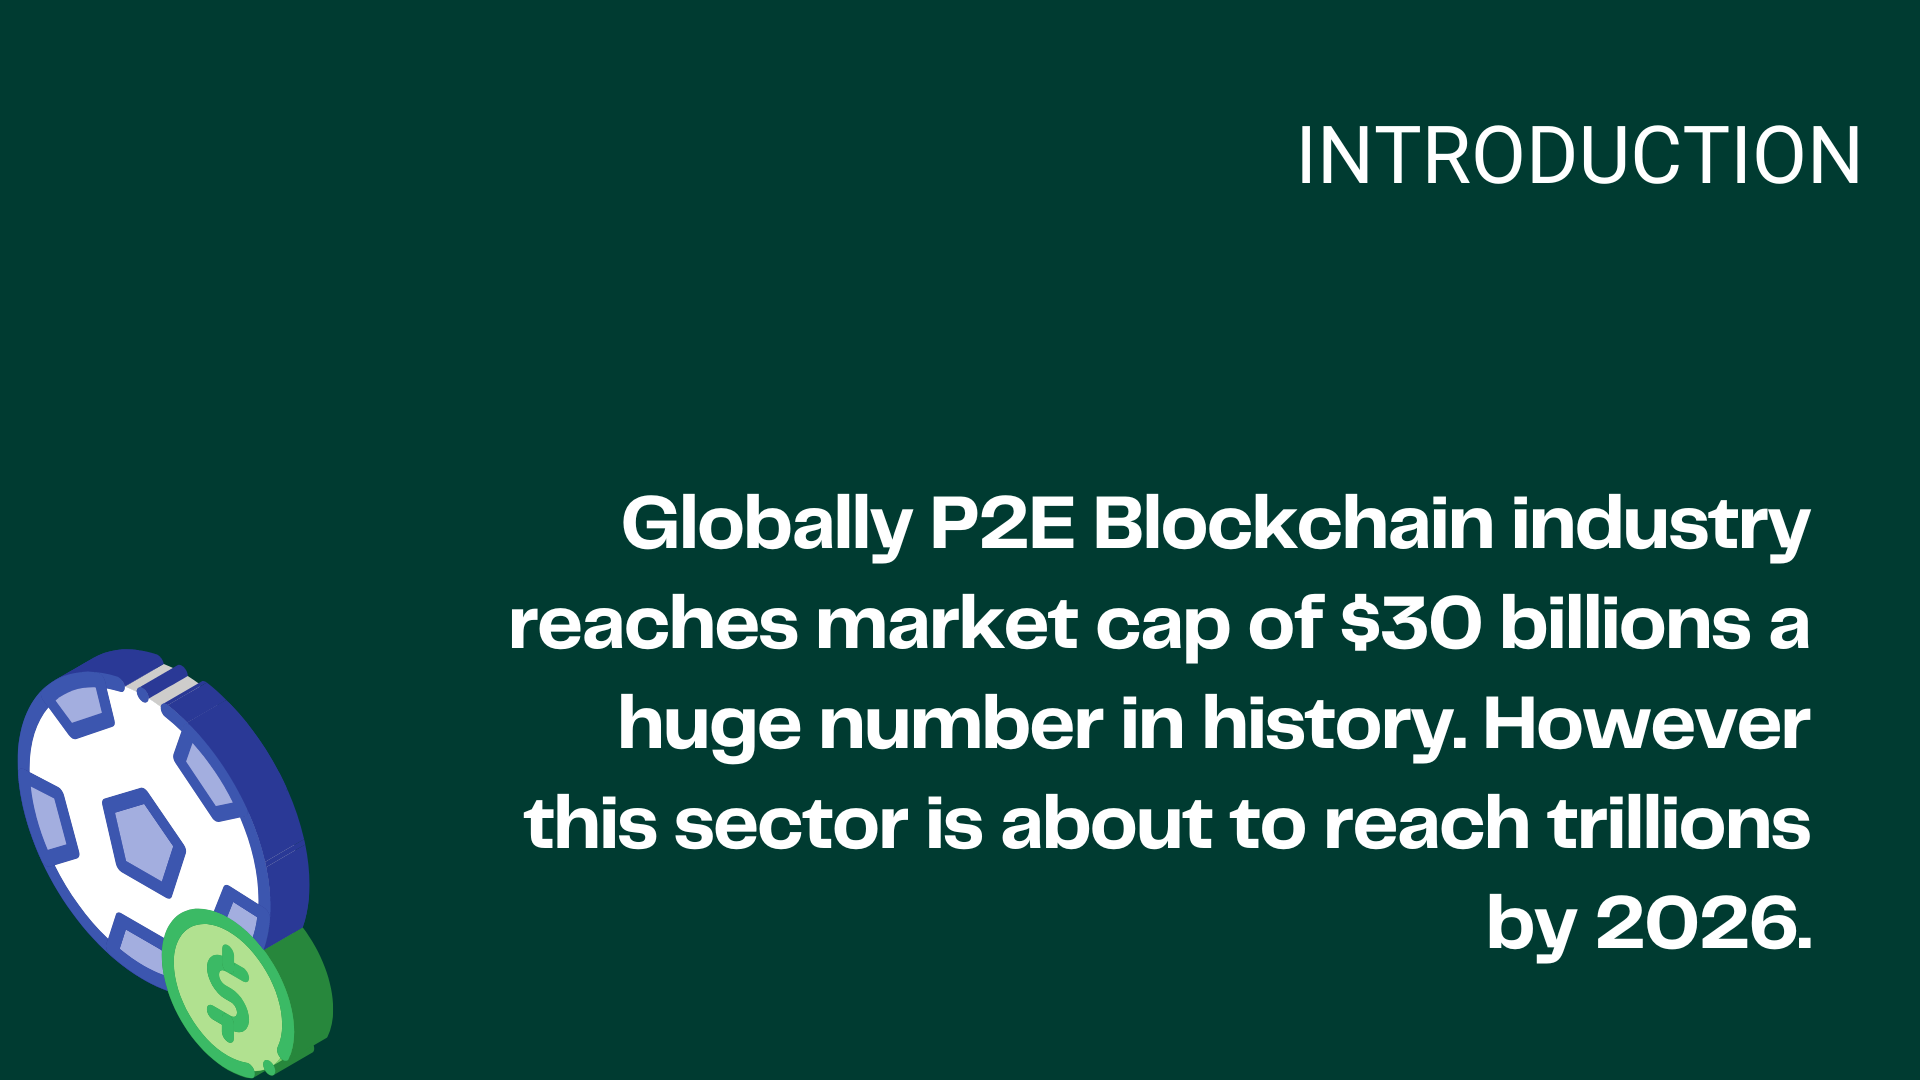 INTRODUCTION
Globally P2E Blockchain industry
reaches market cap of $30 billions a
huge number in history. However
this sector is about to reach trillions
by 2026.
$